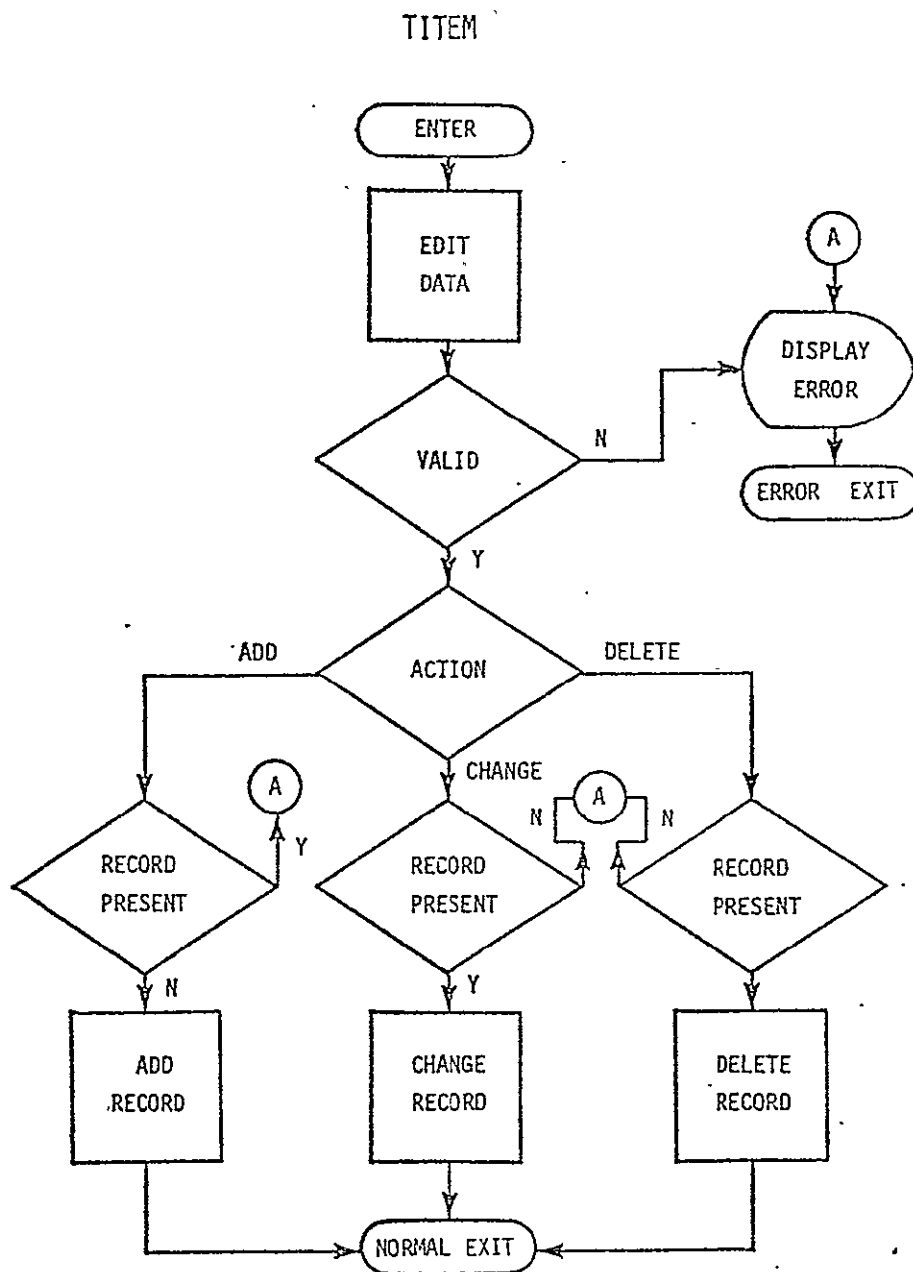 TITEM
ENTER
EDIT
DATA
A
DISPLAY
ERROR
VALID
N
ERROR EXIT
Y
ACTION
ADD
DELETE
CHANGE
A
Y
A
N
N
RECORD
PRESENT
RECORD
PRESENT
RECORD
PRESENT
N
Y
ADD
RECORD
CHANGE
RECORD
DELETE
RECORD
NORMAL EXIT